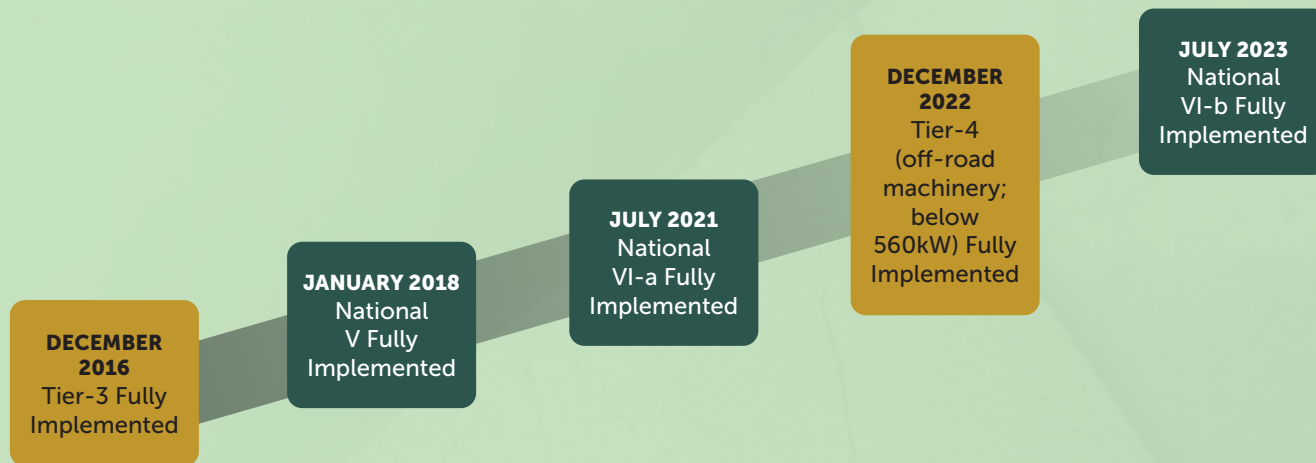 DECEMBER
2016
Tier-3 Fully
Implemented
JANUARY 2018
National
V Fully
Implemented
JULY 2021
National
VI-a Fully
Implemented
DECEMBER
2022
Tier-4
(off-road
machinery;
below
560kW) Fully
Implemented
JULY 2023
National
VI-b Fully
Implemented